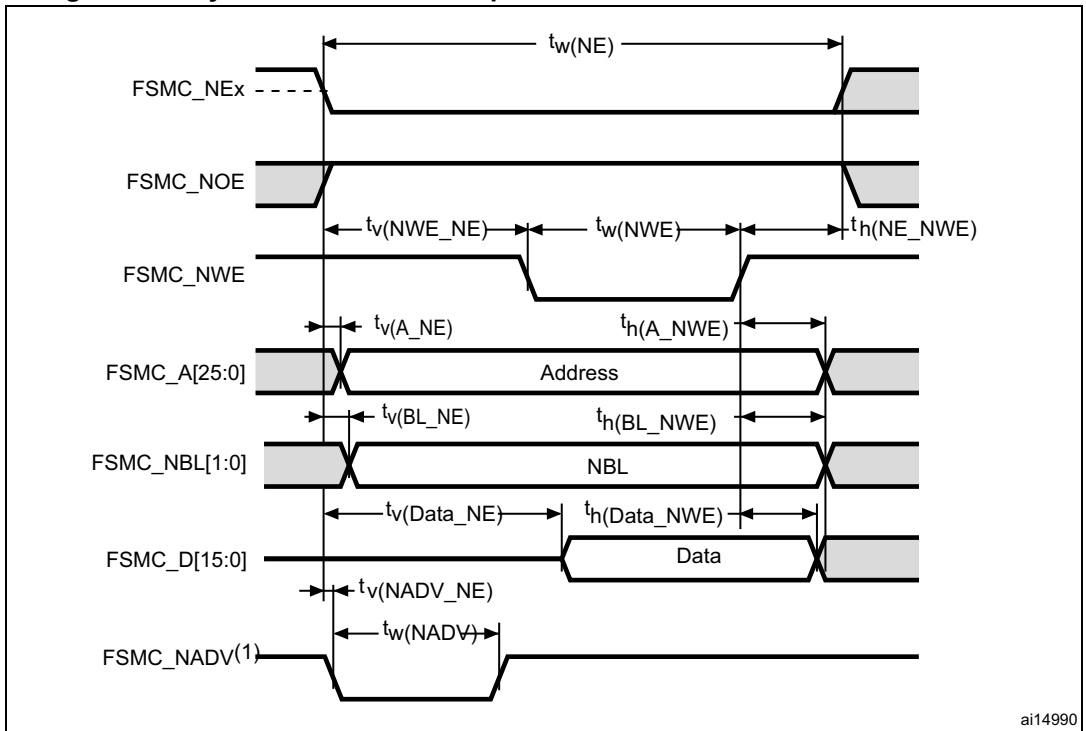 tw(NE)
FSMC_NEx
FSMC_NOE
tv(NWE_NE) tw(NWE) th(NE_NWE)
FSMC_NWE
tv(A_NE) th(A_NWE)
FSMC_A[25:0] Address
tv(BL_NE) th(BL_NWE)
FSMC_NBL[1:0] NBL
tv(Data_NE) th(Data_NWE)
FSMC_D[15:0] Data
tv(NADV_NE)
tw(NADV)
FSMC_NADV(1)
ai14990